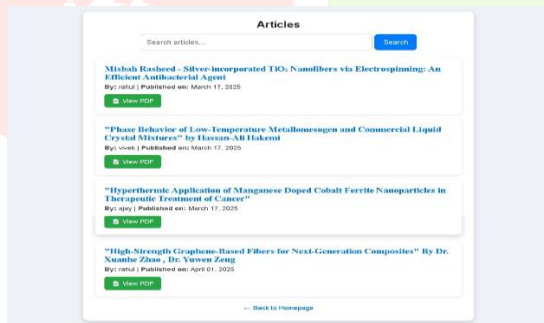 Articles
Search articles...
Search
Misbah Rasheed - Silver-incorporated TiO₂ Nanofibers via Electrospinning: An
Efficient Antibacterial Agent
By: rahul | Published on: March 17, 2025
View PDF
"Phase Behavior of Low-Temperature Metallomesogen and Commercial Liquid
Crystal Mixtures" by Hassan-Ali Hakemi
By: vivek | Published on: March 17, 2025
View PDF
"Hyperthermic Application of Manganese Doped Cobalt Ferrite Nanoparticles in
Therapeutic Treatment of Cancer"
By: ajay | Published on: March 17, 2025
View PDF
"High-Strength Graphene-Based Fibers for Next-Generation Composites" By Dr.
Xuanhe Zhao , Dr. Yuwen Zeng
By: rahul | Published on: April 01, 2025
View PDF
← Back to Homepage